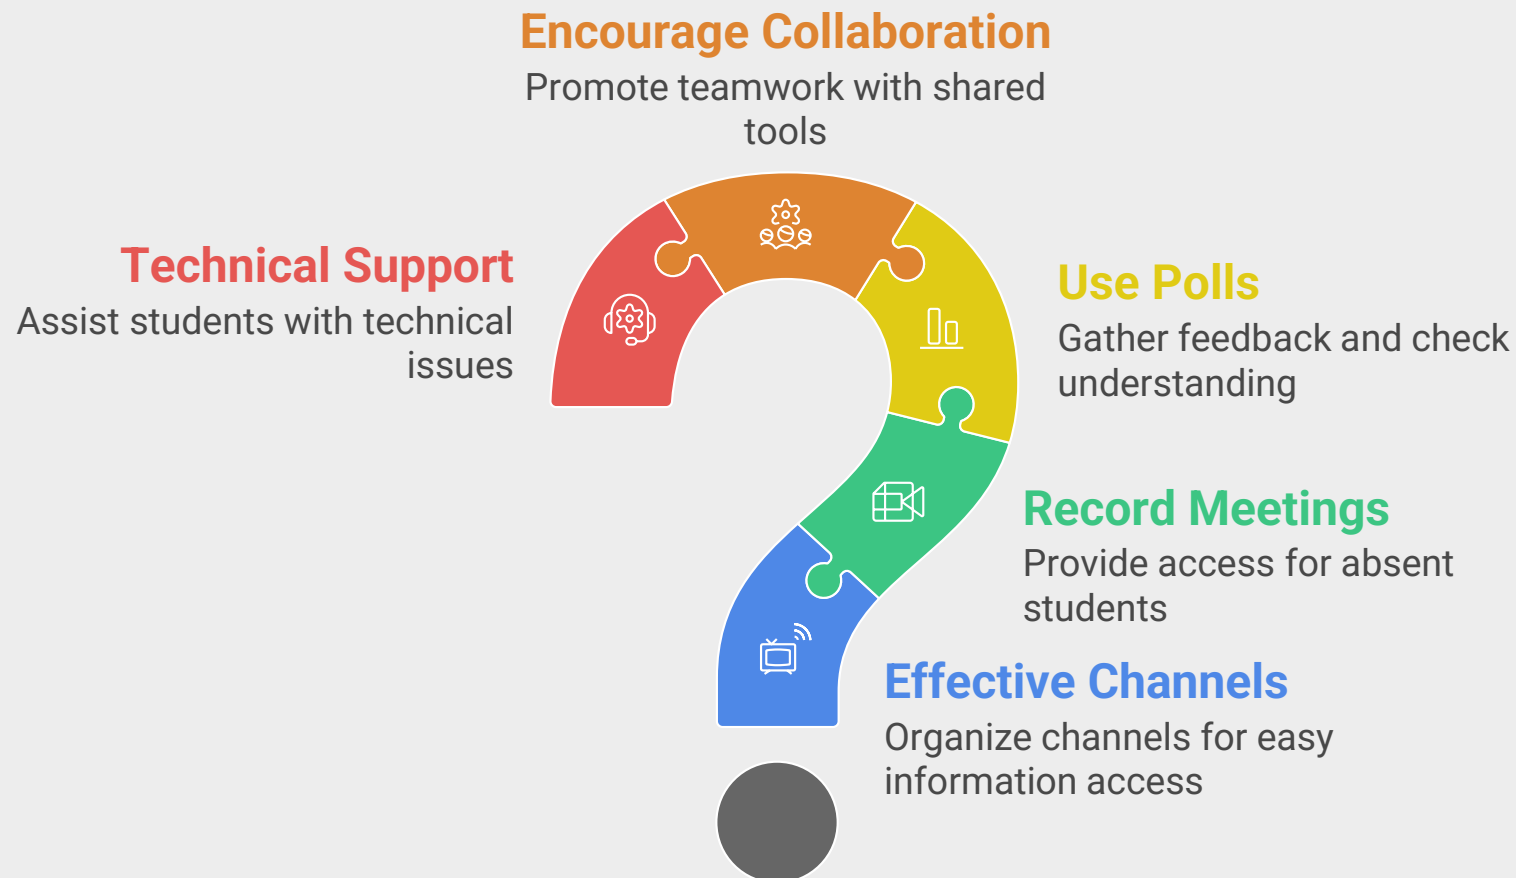 Encourage Collaboration
Promote teamwork with shared
tools
Technical Support
Assist students with technical
issues
Use Polls
Gather feedback and check
understanding
Record Meetings
Provide access for absent
students
Effective Channels
Organize channels for easy
information access